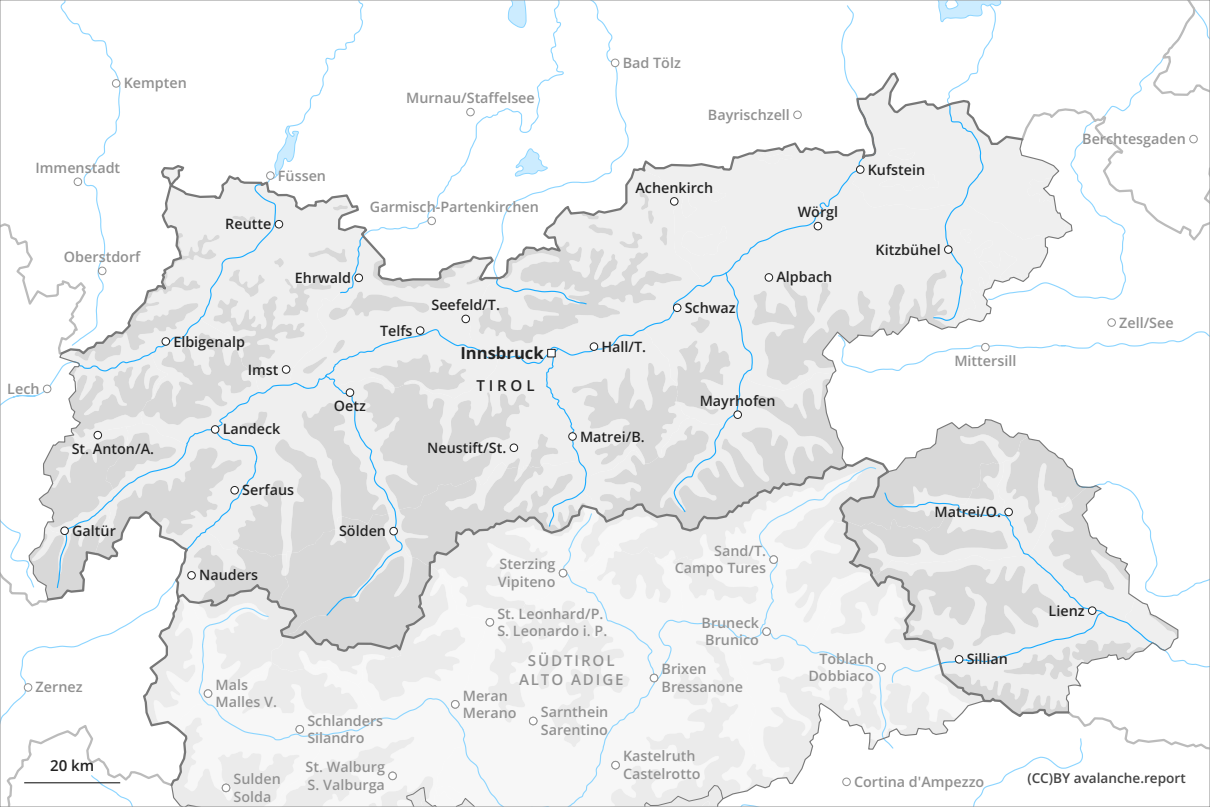 Kempten
Bad Tölz
Murnau/Staffelsee
Bayrischzell
Berchtesgaden
Immenstadt
Füssen
Kufstein
Achenkirch
Garmisch-Partenkirchen
Wörgl
Reutte
Kitzbühel
Oberstdorf
Ehrwald
Alpbach
Seefeld/T.
Schwaz
Zell/See
Telfs
Elbigenalp
Innsbruck
Hall/T.
Mittersill
Imst
TIROL
Lech
Oetz
Mayrhofen
Landeck
Matrei/B.
St. Anton/A.
Neustift/St.
Serfaus
Matrei/O.
Galtür
Sölden
Sand/T.
Campo Tures
Sterzing
Vipiteno
Nauders
Lienz
St. Leonhard/P.
S. Leonardo i. P.
Bruneck
Brunico
SÜDTIROL
ALTO ADIGE
Toblach
Dobbiaco
Sillian
Brixen
Bressanone
Zernez
Mals
Malles V.
Meran
Merano
Sarnthein
Sarentino
Schlanders
Silandro
Kastelruth
Castelrotto
St. Walburg
S. Valburga
20 km
Sulden
Solda
Cortina d'Ampezzo
(CC)BY avalanche.report